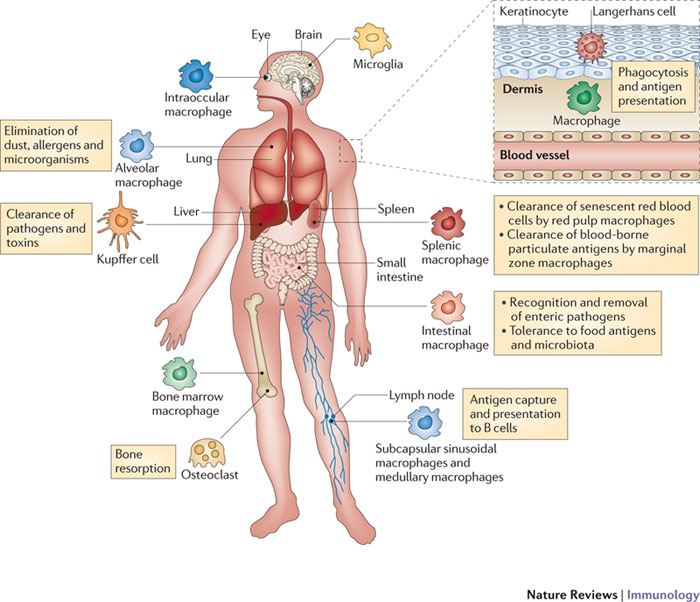 Eye
Brain
Microglia
Intraoccular
macrophage
Elimination of
dust, allergens and
microorganisms
Alveolar
macrophage
Lung
Clearance of
pathogens and
toxins
Kupffer cell
Liver
Spleen
Splenic
macrophage
• Clearance of senescent red blood
cells by red pulp macrophages
• Clearance of blood-borne
particulate antigens by marginal
zone macrophages
Small
intestine
Intestinal
macrophage
• Recognition and removal
of enteric pathogens
• Tolerance to food antigens
and microbiota
Bone marrow
macrophage
Bone
resorption
Osteoclast
Lymph node
Antigen capture
and presentation
to B cells
Subcapsular sinusoidal
macrophages and
medullary macrophages
Keratinocyte
Langerhans cell
Phagocytosis
and antigen
presentation
Dermis
Macrophage
Blood vessel
Nature Reviews | Immunology